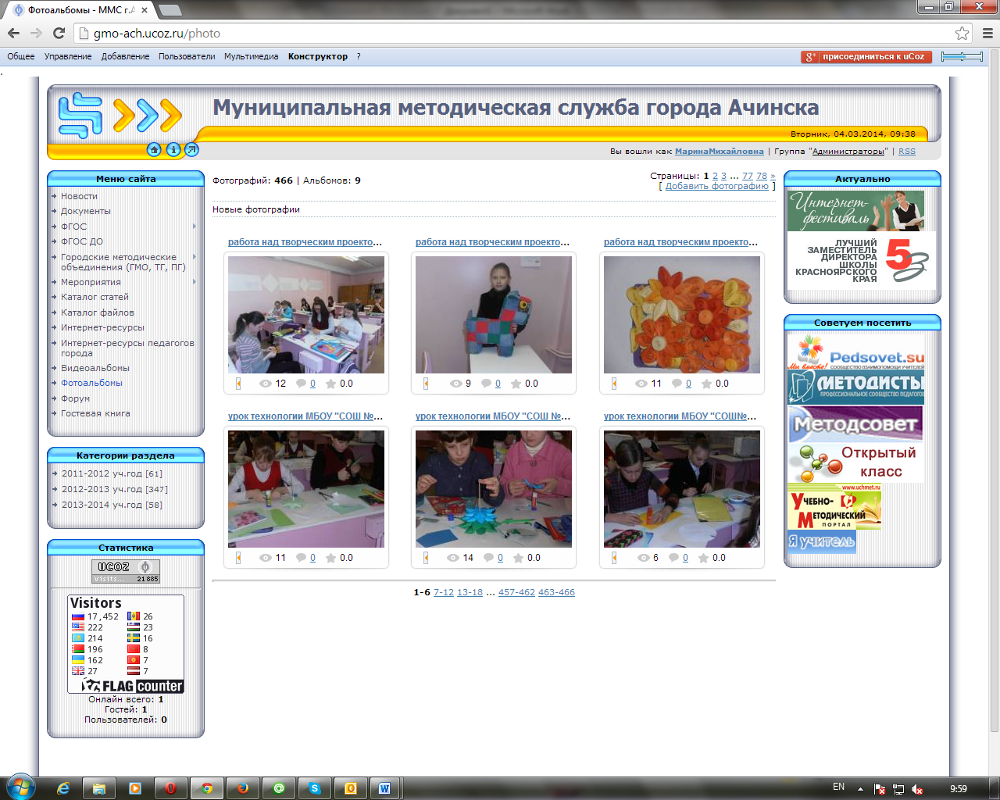 Фотоальбомы - ММС г.А
gmo-ach.ucoz.ru/photo
Общее Управление Добавление Пользователи Мультимедиа Конструктор ?
присоединиться к uCoz
Муниципальная методическая служба города Ачинска
Вторник, 04.03.2014, 09:38
Вы вошли как МаринаМихайловна | Группа "Администраторы" | RSS
Меню сайта
Новости
Документы
ФГОС
ФГОС ДО
Городские методические
объединения (ГМО, ТГ, ПГ)
Мероприятия
Каталог статей
Каталог файлов
Интернет-ресурсы
Интернет-ресурсы педагогов
города
Видеоальбомы
Фотоальбомы
Форум
Гостевая книга
Категории раздела
2011-2012 уч.год [61]
2012-2013 уч.год [347]
2013-2014 уч.год [58]
Статистика
UCOZ
Visits... 21885
Visitors
17,452 26
222 23
214 16
196 8
162 7
27 7
FLAG counter
Онлайн всего: 1
Гостей: 1
Пользователей: 0
Фотографий: 466 | Альбомов: 9
Страницы: 1 2 3 ... 77 78 »
[ Добавить фотографию ]
Новые фотографии
работа над творческим проекто...
работа над творческим проекто...
работа над творческим проекто...
12 0 0.0
9 0 0.0
11 0 0.0
урок технологии МБОУ "СОШ №...
урок технологии МБОУ "СОШ №...
урок технологии МБОУ "СОШ№...
11 0 0.0
14 0 0.0
6 0 0.0
1-6 7-12 13-18 ... 457-462 463-466
Актуально
Интернет-
фестиваль
ЛУЧШИЙ
ЗАМЕСТИТЕЛЬ
ДИРЕКТОРА
ШКОЛЫ
КРАСНОЯРСКОГО
КРАЯ
53
Советуем посетить
Pedsovet.su
Мы вместе! СООБЩЕСТВО ВЗАИМОПОМОЩИ УЧИТЕЛЕЙ
МЕТОДИСТЫ
ПРОФЕССИОНАЛЬНОЕ СООБЩЕСТВО ПЕДАГОГОВ
Методсовет
Открытый
класс
www.uchmet.ru
Учебно-
Методический
ПОРТАЛ
Я учитель
EN
9:59